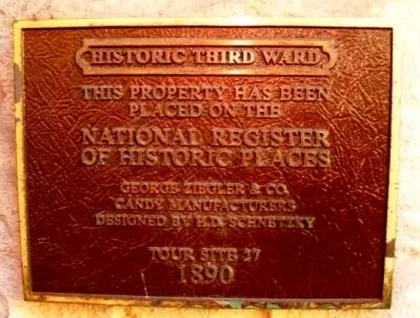 HISTORIC THIRD WARD
THIS PROPERTY HAS BEEN
PLACED ON THE
NATIONAL REGISTER
OF HISTORIC PLACES
GEORGE ZIEGLER & CO.
CANDY MANUFACTURERS
DESIGNED BY H.D. SCHNETZKY
TOUR SITE 27
1890